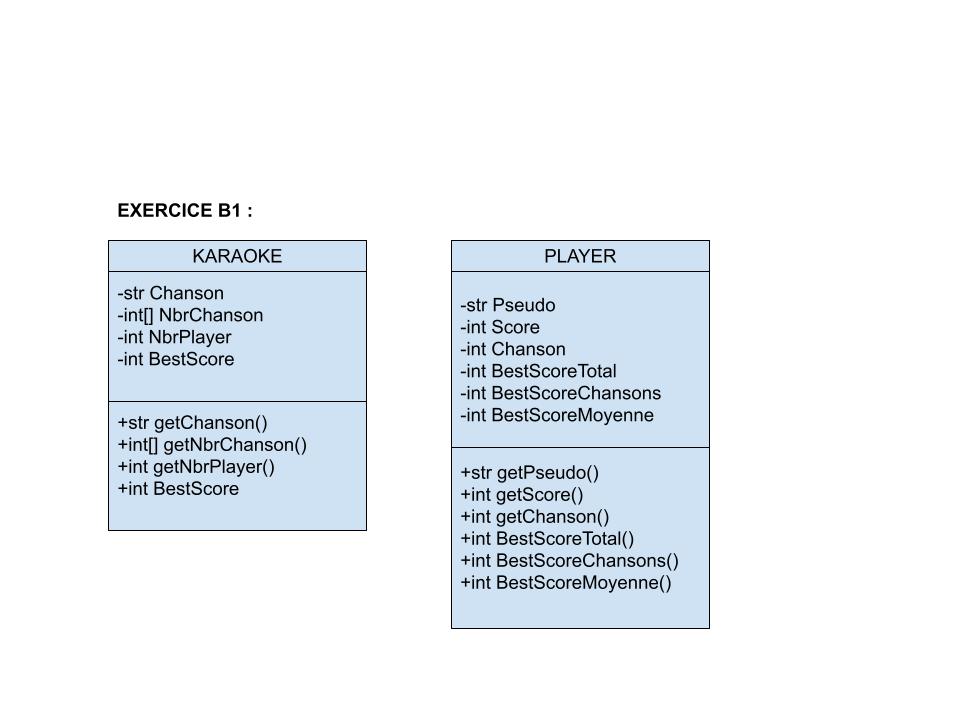 EXERCICE B1 :
KARAOKE
-str Chanson
-int[] NbrChanson
-int NbrPlayer
-int BestScore
+str getChanson()
+int[] getNbrChanson()
+int getNbrPlayer()
+int BestScore
PLAYER
-str Pseudo
-int Score
-int Chanson
-int BestScoreTotal
-int BestScoreChansons
-int BestScoreMoyenne
+str getPseudo()
+int getScore()
+int getChanson()
+int BestScoreTotal()
+int BestScoreChansons()
+int BestScoreMoyenne()